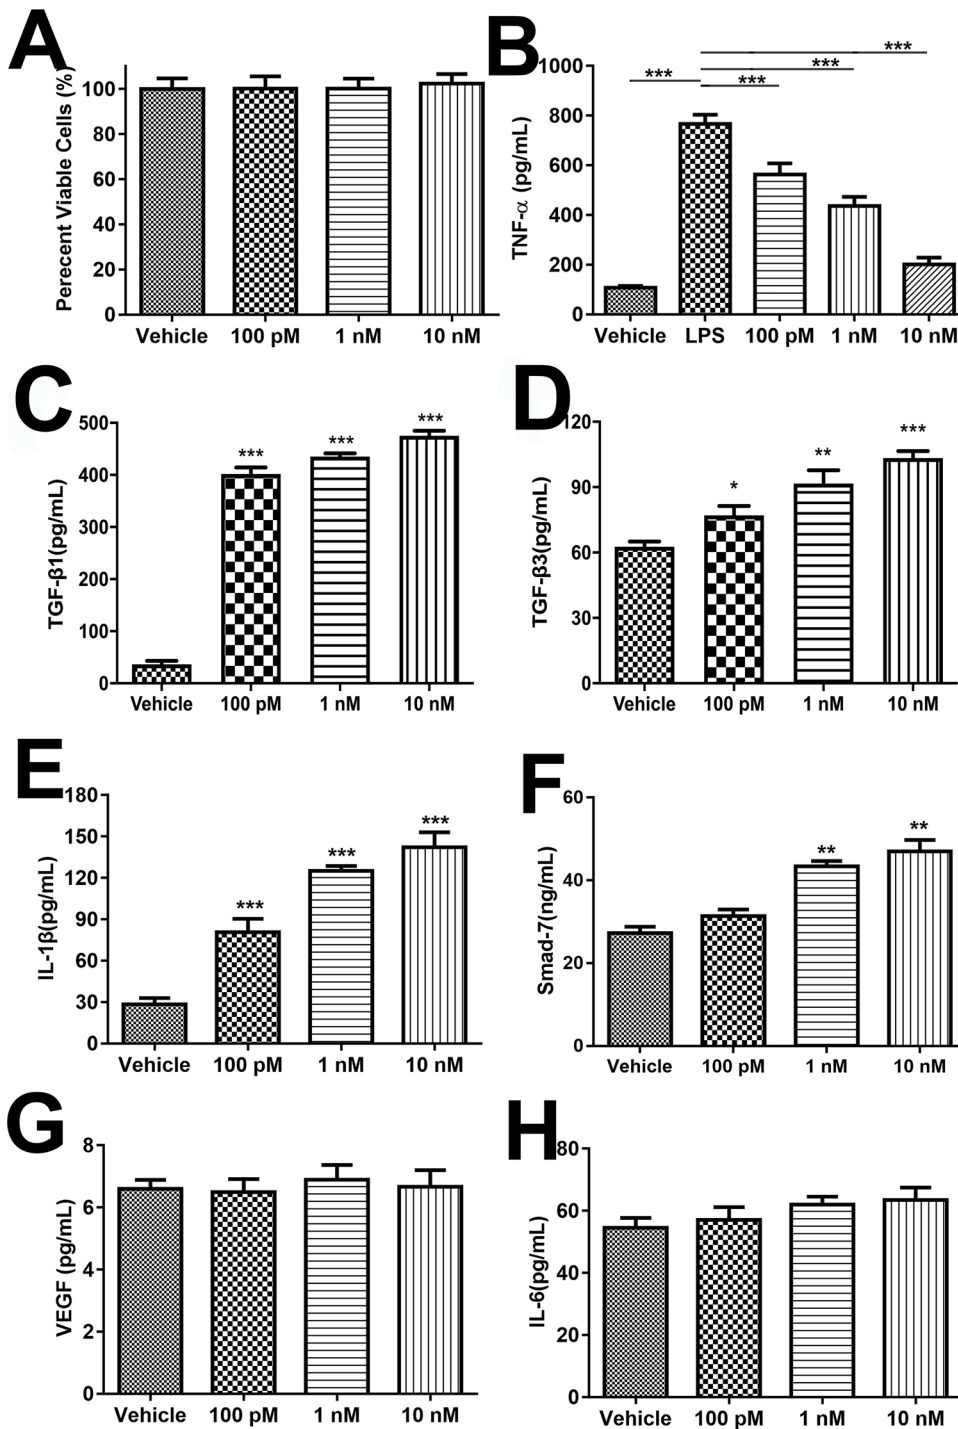 A
Perecent Viable Cells (%)
100
80
60
40
20
0
Vehicle 100 pM 1 nM 10 nM
B
TNF-α (pg/mL)
1000
800
600
400
200
0
***
***
***
***
Vehicle LPS 100 pM 1 nM 10 nM
C
TGF-β1(pg/mL)
500
400
300
200
100
0
*** *** ***
Vehicle 100 pM 1 nM 10 nM
D
TGF-β3(pg/mL)
120
90
60
30
0
* ** ***
Vehicle 100 pM 1 nM 10 nM
E
IL-1β(pg/mL)
180
150
120
90
60
30
0
*** *** ***
Vehicle 100 pM 1 nM 10 nM
F
Smad-7(ng/mL)
60
40
20
0
** **
Vehicle 100 pM 1 nM 10 nM
G
VEGF (pg/mL)
8
6
4
2
0
Vehicle 100 pM 1 nM 10 nM
H
IL-6(pg/mL)
80
60
40
20
0
Vehicle 100 pM 1 nM 10 nM